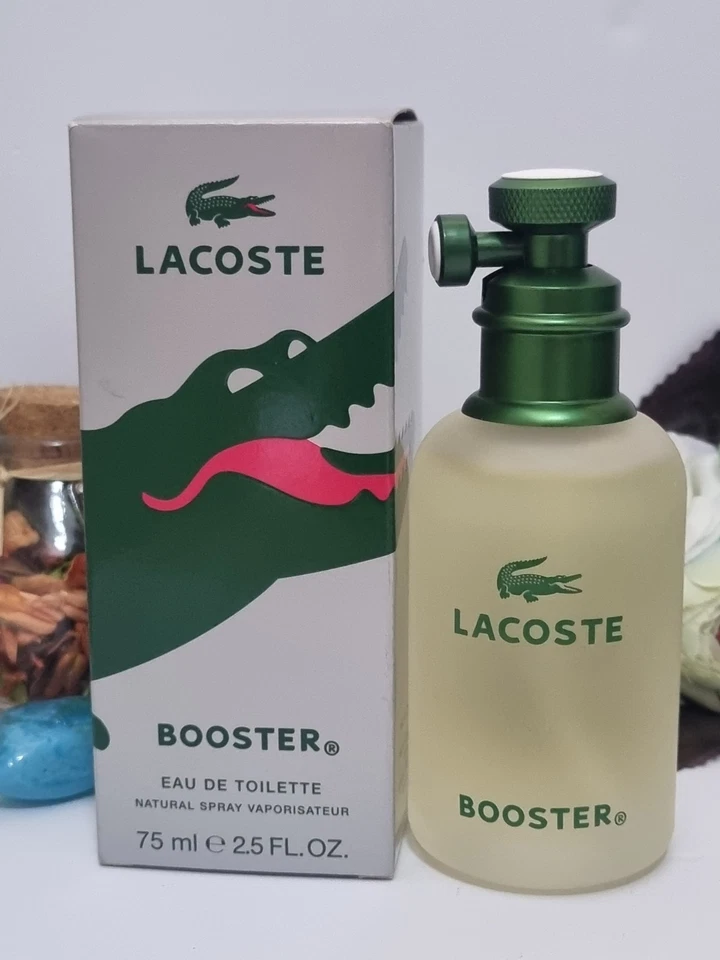 LACOSTE
BOOSTER®
EAU DE TOILETTE
NATURAL SPRAY VAPORISATEUR
75 ml ℮ 2.5 FL. OZ.
LACOSTE
BOOSTER®